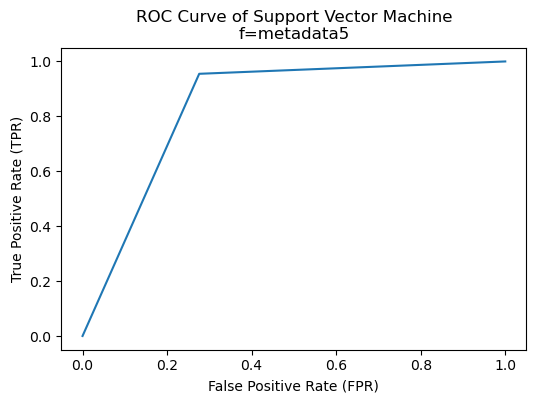 ROC Curve of Support Vector Machine
f=metadata5
1.0
0.8
0.6
0.4
0.2
0.0
True Positive Rate (TPR)
0.0 0.2 0.4 0.6 0.8 1.0
False Positive Rate (FPR)